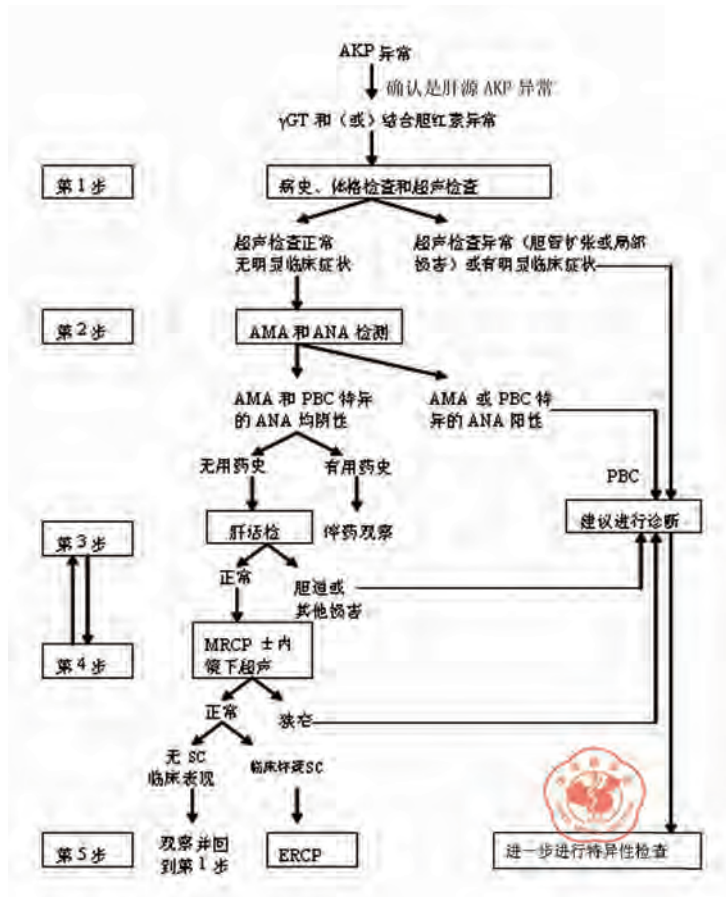 AKP 异常
确认是肝源 AKP 异常
γGT 和（或）结合胆红素异常
第 1 步
病史、体格检查和超声检查
超声检查正常
无明显临床症状
超声检查异常（胆管扩张或局部
损害）或有明显临床症状
第 2 步
AMA 和 ANA 检测
AMA 和 PBC 特异
的 ANA 均阴性
AMA 或 PBC 特
异的 ANA 阳性
无用药史
有用药史
PBC
第 3 步
肝活检
停药观察
建议进行诊断
正常
胆道或
其他损害
第 4 步
MRCP ± 内
镜下超声
正常
狭窄
无 SC
临床表现
临床怀疑SC
第 5 步
观察并回
到第 1 步
ERCP
进一步进行特异性检查